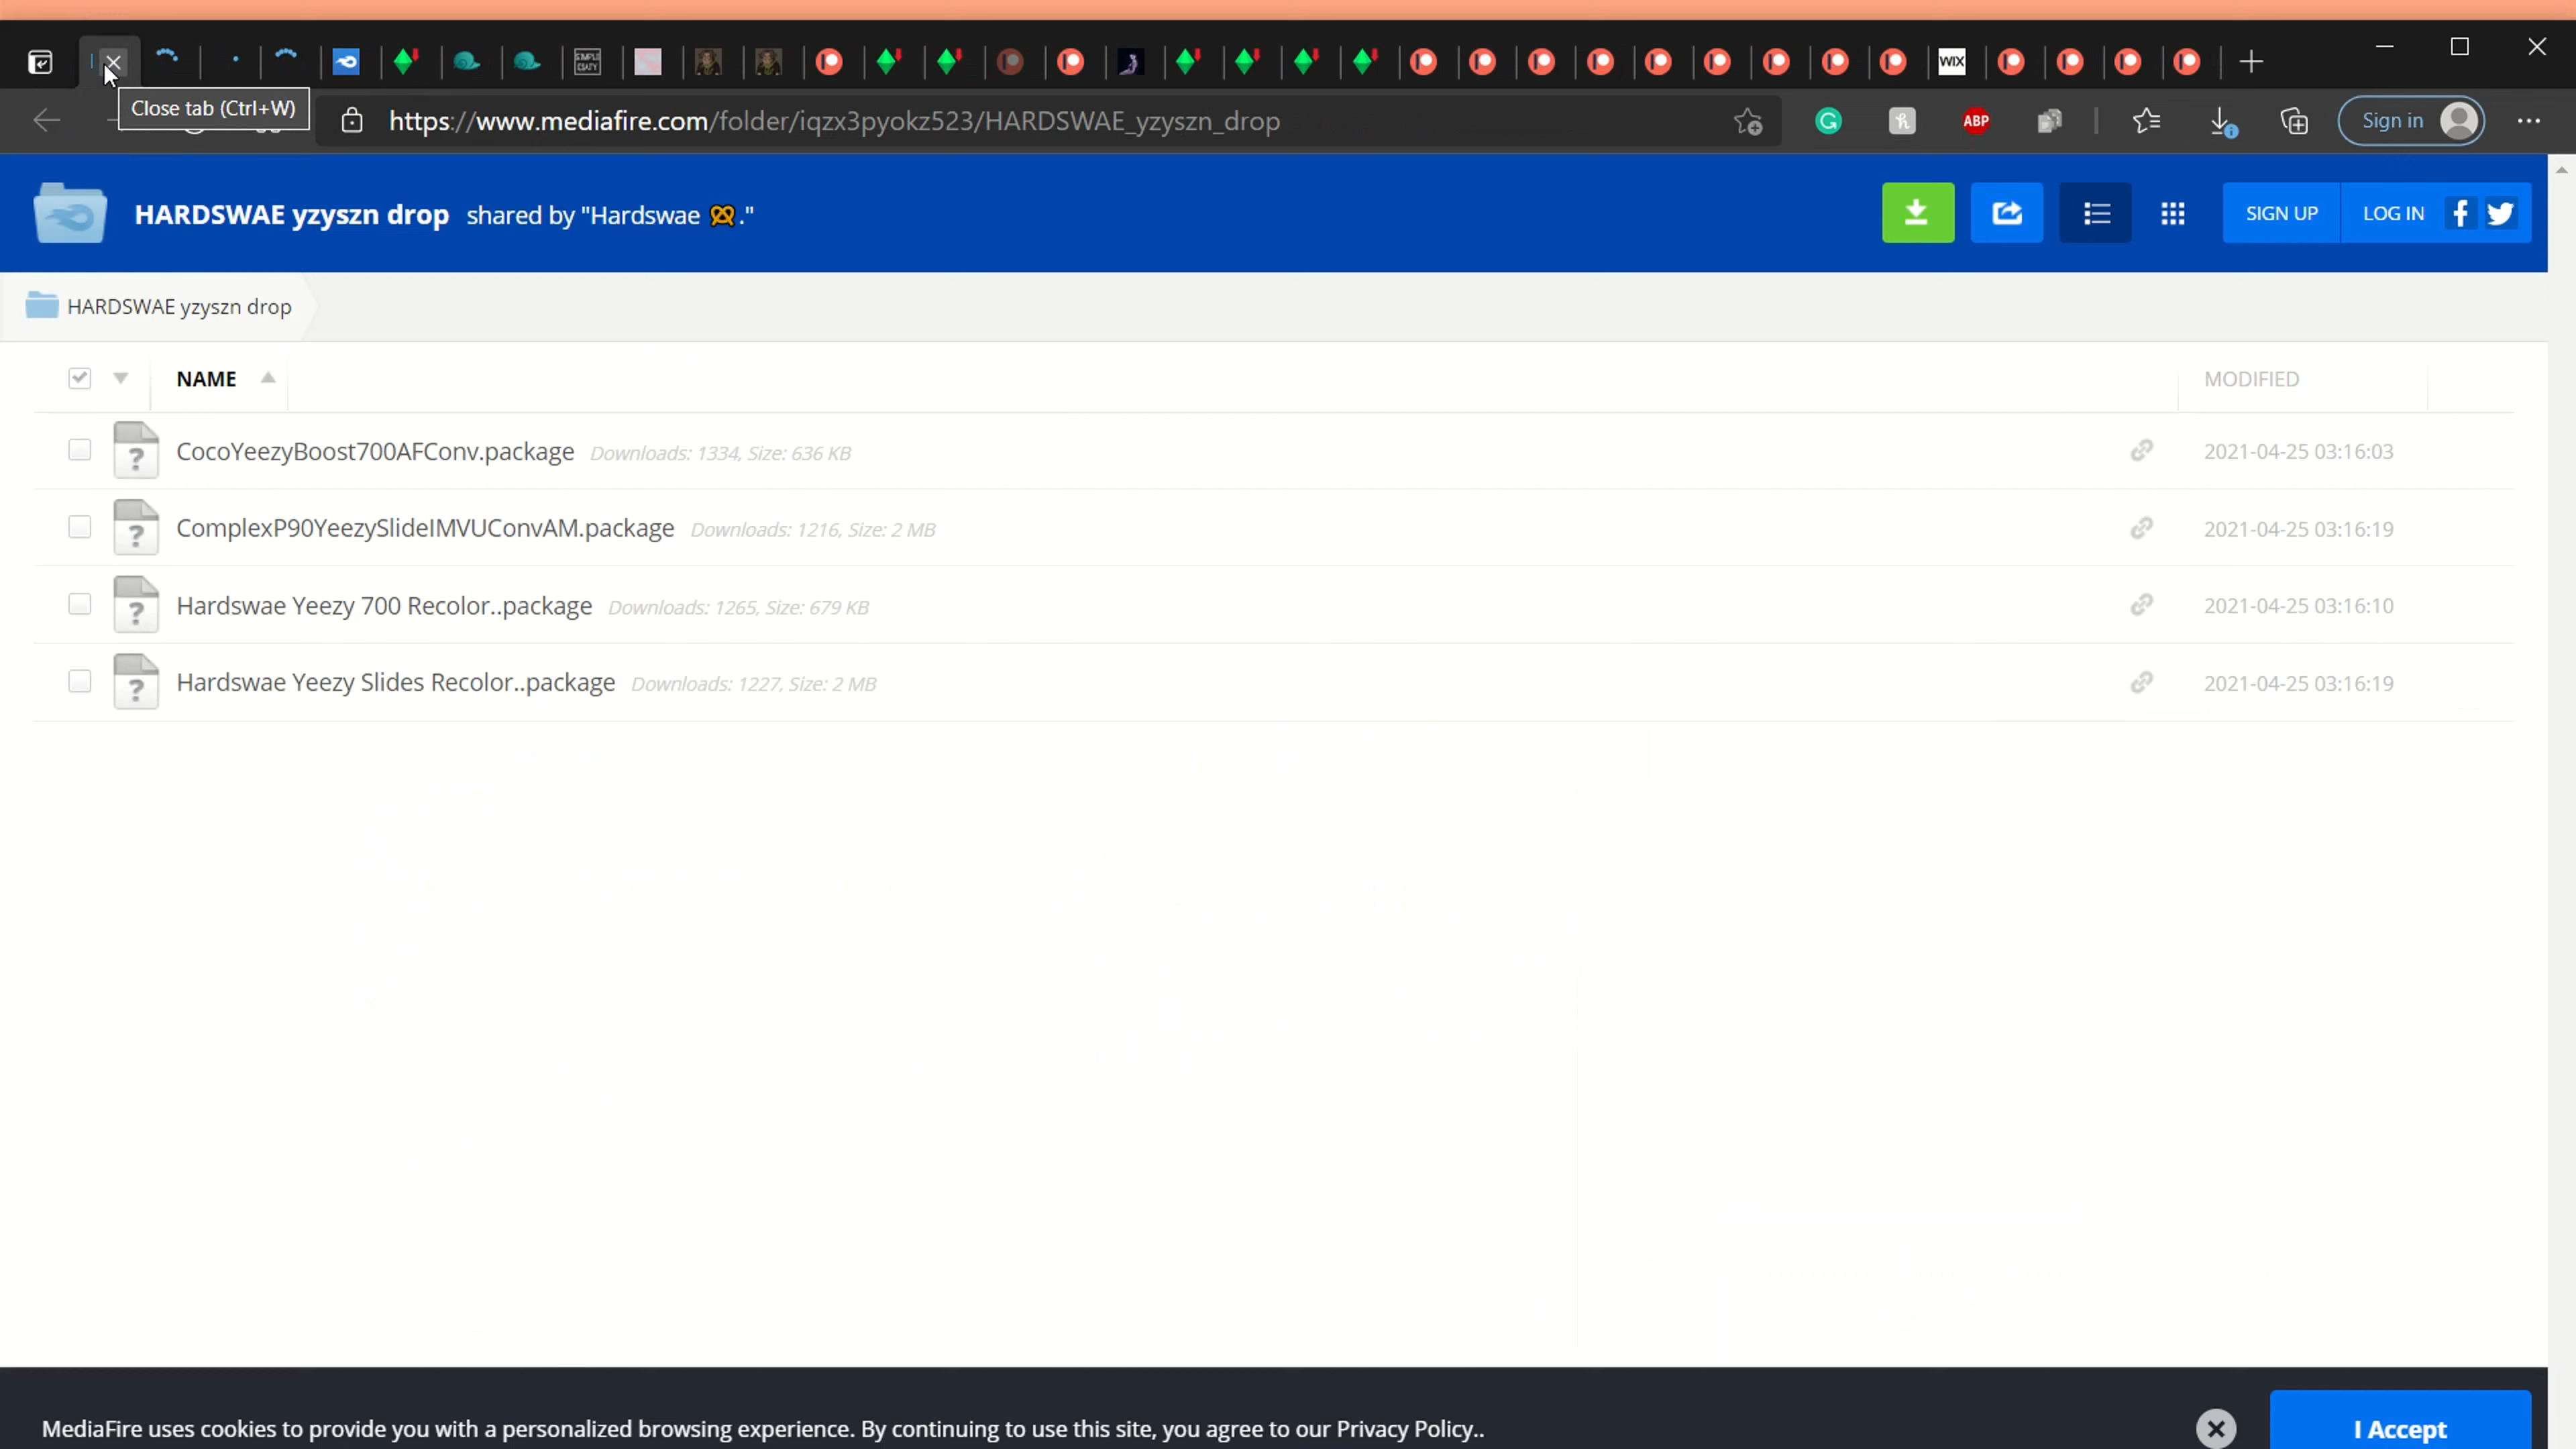 WIX
Close tab (Ctrl+W)
https://www.mediafire.com/folder/iqzx3pyokz523/HARDSWAE_yzyszn_drop
ABP
Sign in
HARDSWAE yzyszn drop shared by "Hardswae 🥨."
SIGN UP
LOG IN
HARDSWAE yzyszn drop
NAME
MODIFIED
CocoYeezyBoost700AFConv.package Downloads: 1334, Size: 636 KB 2021-04-25 03:16:03
ComplexP90YeezySlideIMVUConvAM.package Downloads: 1216, Size: 2 MB 2021-04-25 03:16:19
Hardswae Yeezy 700 Recolor..package Downloads: 1265, Size: 679 KB 2021-04-25 03:16:10
Hardswae Yeezy Slides Recolor..package Downloads: 1227, Size: 2 MB 2021-04-25 03:16:19
MediaFire uses cookies to provide you with a personalized browsing experience. By continuing to use this site, you agree to our Privacy Policy..
I Accept